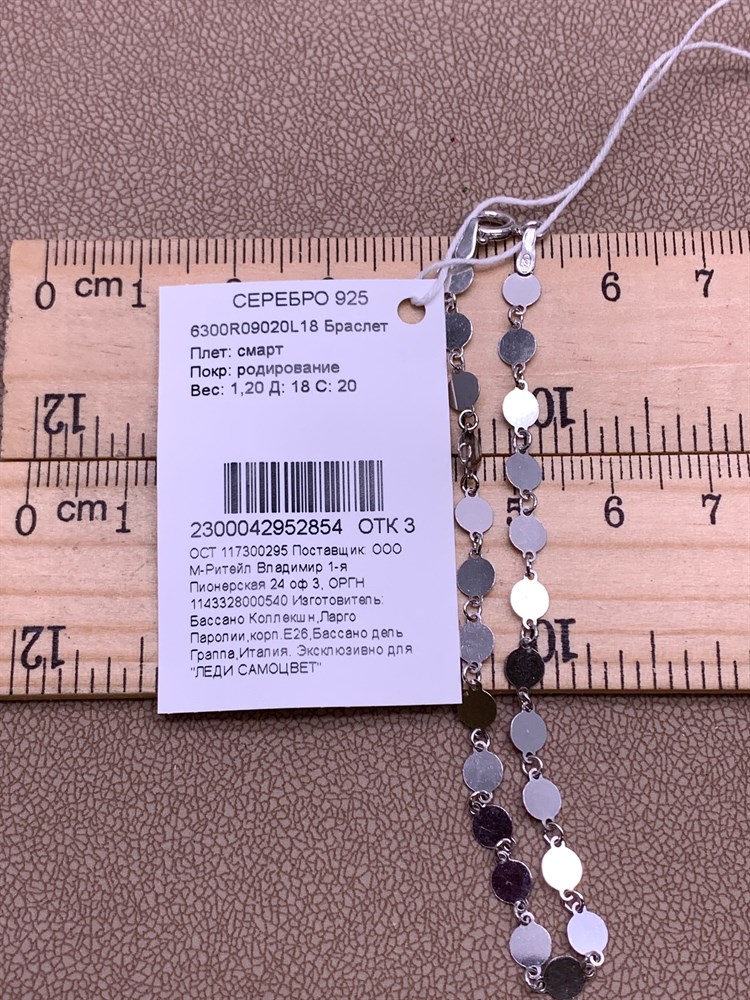 0 cm 1 6 7
СЕРЕБРО 925
6300R09020L18 Браслет
Плет: смарт
Покр: родирование
Вес: 1,20 Д: 18 С: 20
12 10
0 cm 1 5 6 7
2300042952854 ОТК 3
ОСТ 117300295 Поставщик: ООО
М-Ритейл Владимир 1-я
Пионерская 24 оф 3, ОРГН
1143328000540 Изготовитель:
Бассано Коллекшн,Ларго
Паролии,корп.Е26,Бассано дель
Граппа,Италия. Эксклюзивно для
"ЛЕДИ САМОЦВЕТ"
12 10